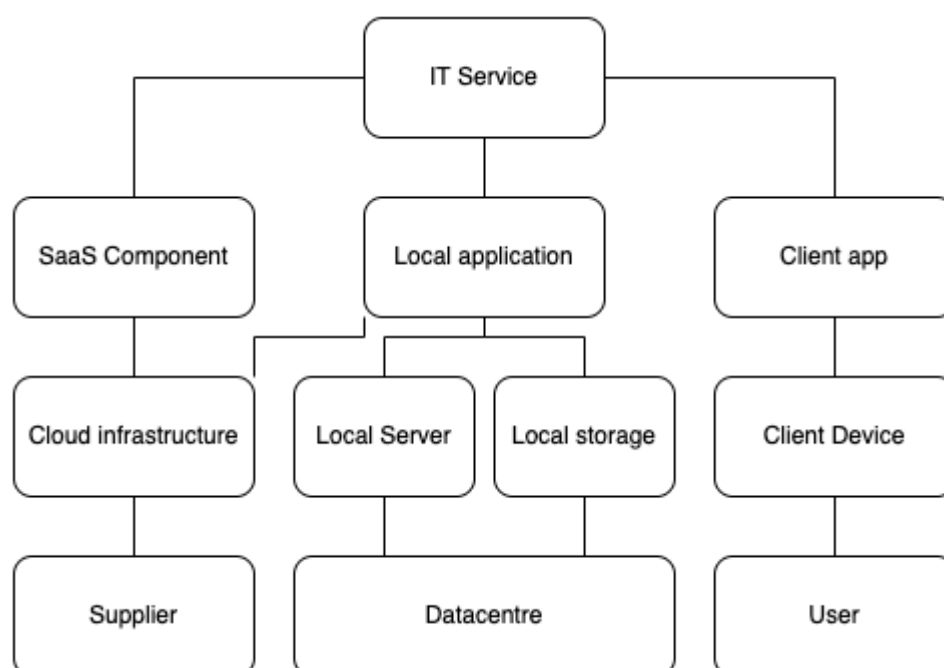 IT Service
SaaS Component
Local application
Client app
Cloud infrastructure
Local Server
Local storage
Client Device
Supplier
Datacentre
User